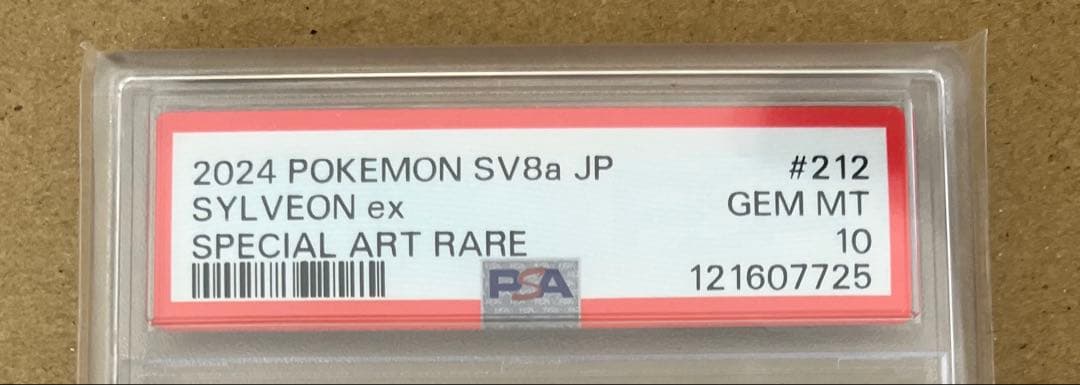 2024 POKEMON SV8a JP #212
SYLVEON ex GEM MT
SPECIAL ART RARE 10
121607725
PSA